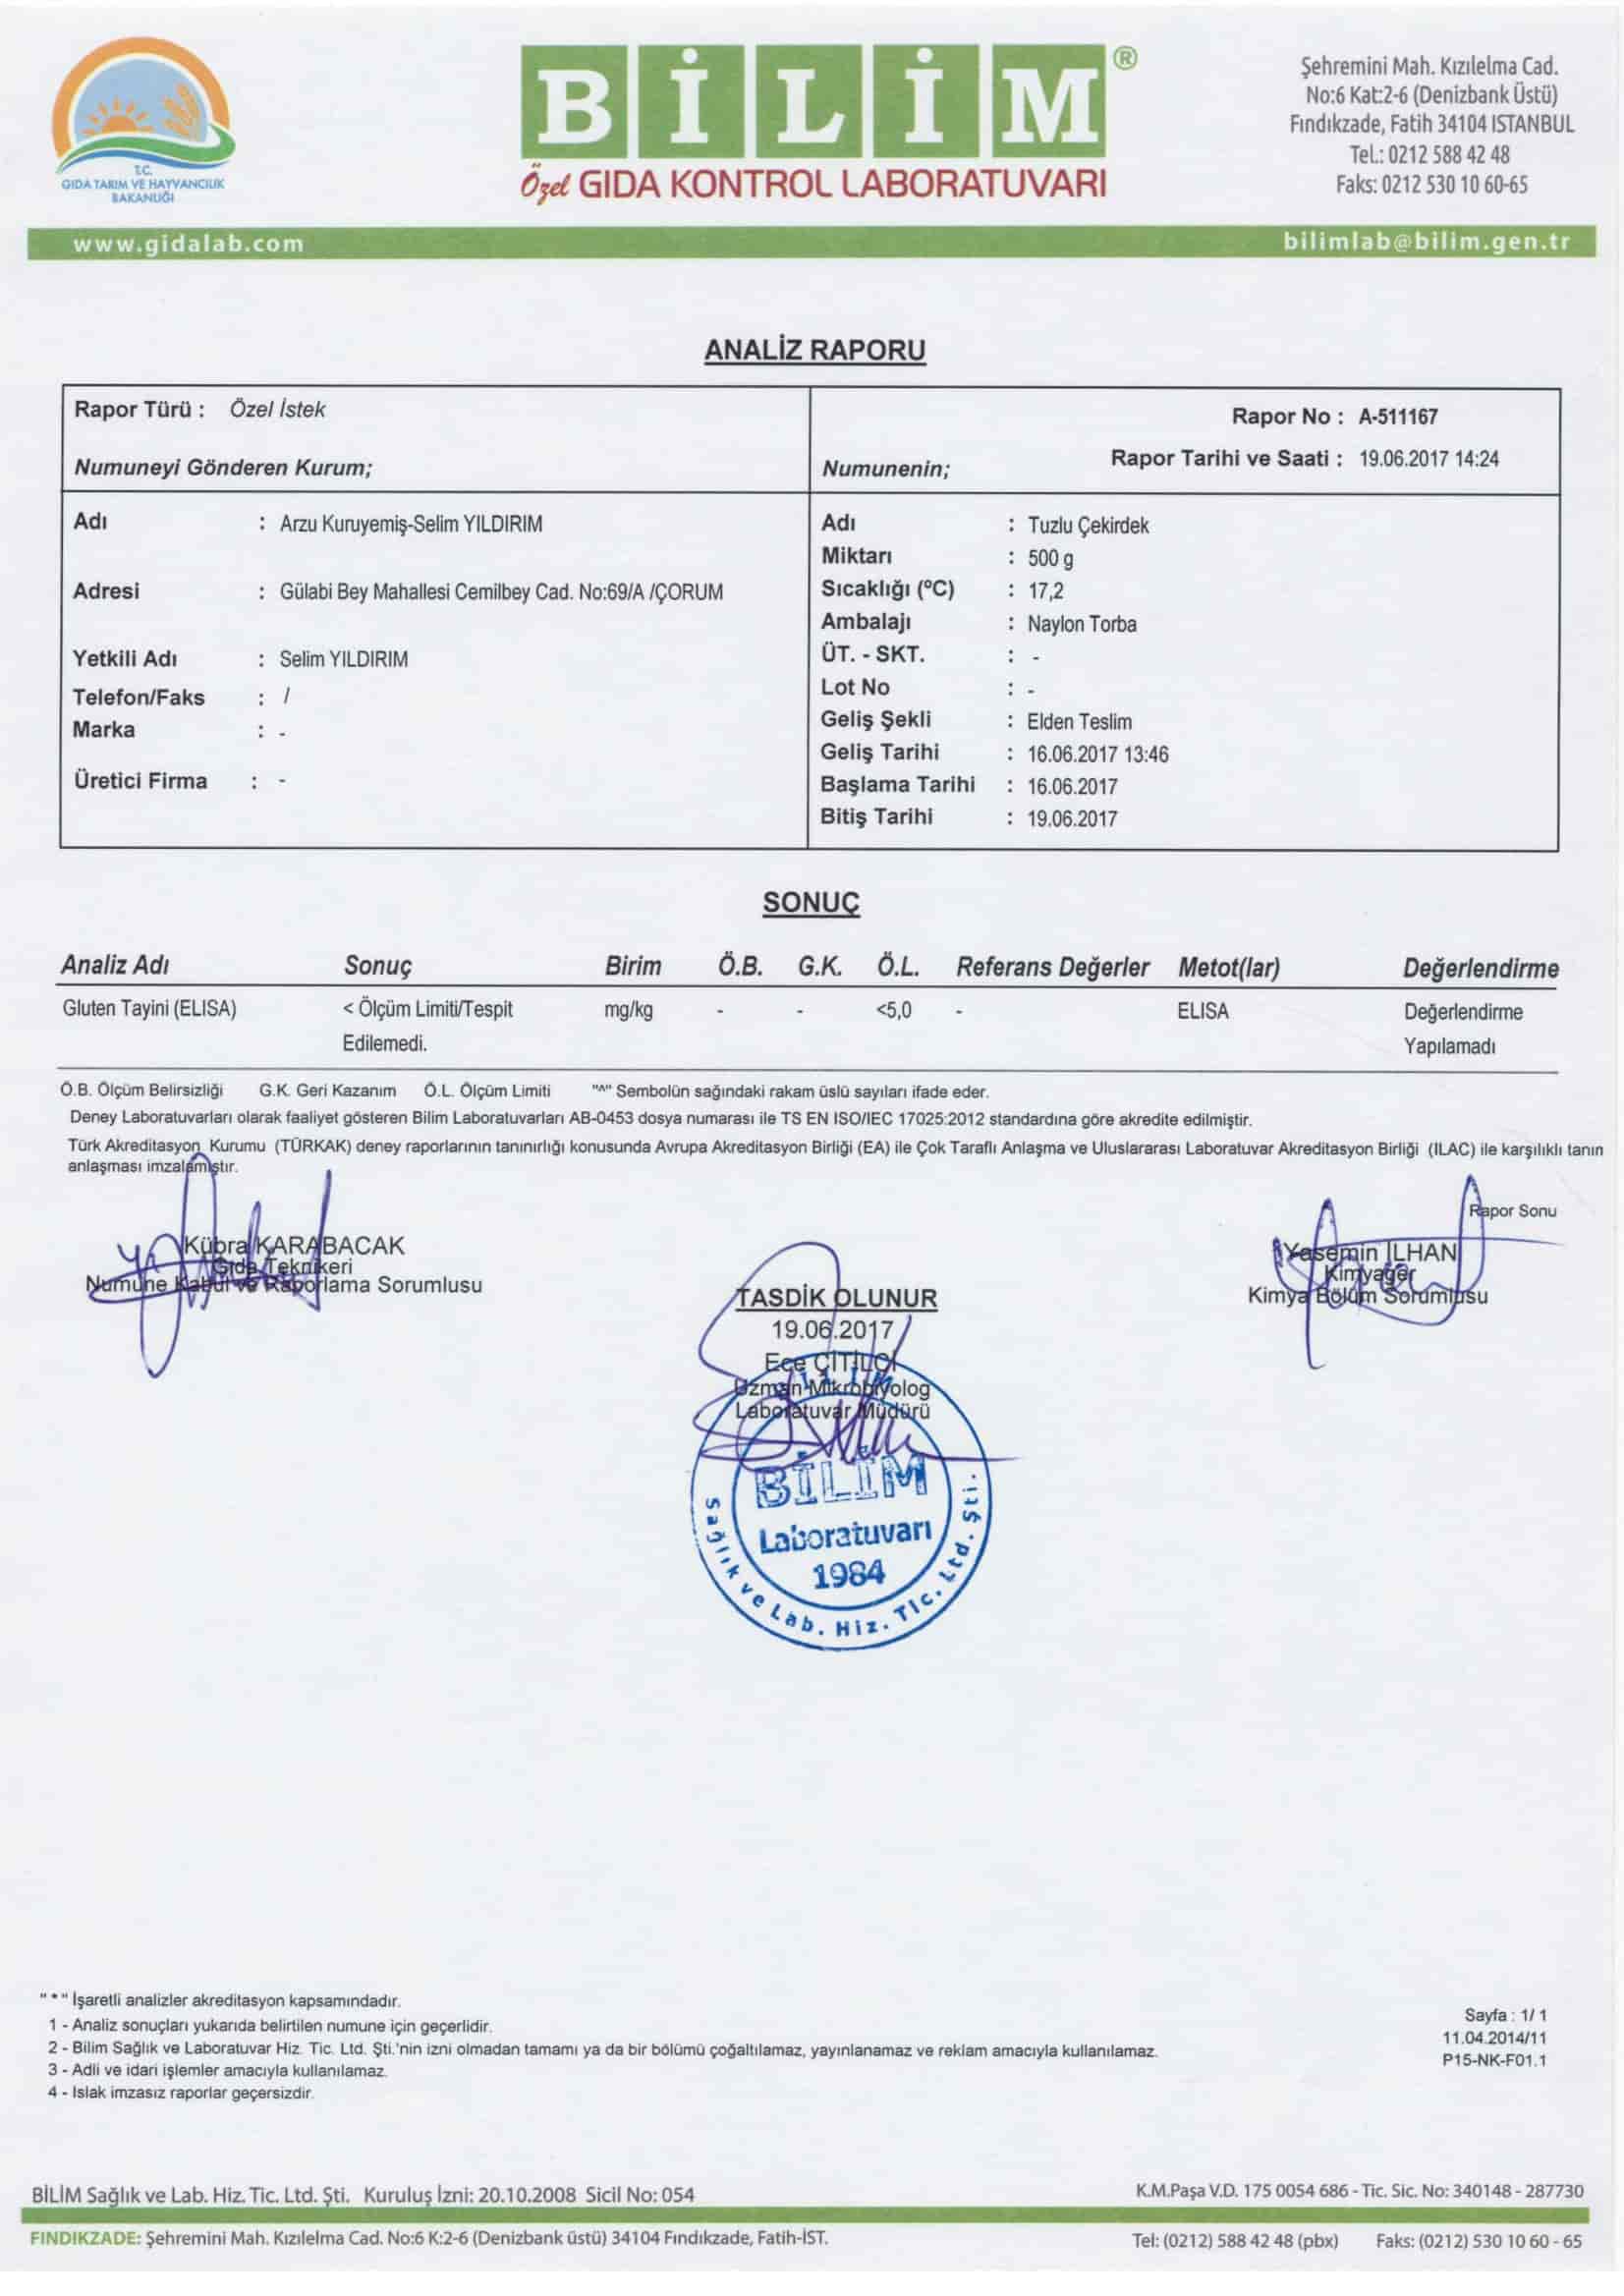 T.C.
GIDA TARIM VE HAYVANCILIK
BAKANLIĞI
BİLİM®
Özel GIDA KONTROL LABORATUVARI
Şehremini Mah. Kızılelma Cad.
No:6 Kat:2-6 (Denizbank Üstü)
Fındıkzade, Fatih 34104 ISTANBUL
Tel.: 0212 588 42 48
Faks: 0212 530 10 60-65
www.gidalab.com
bilimlab@bilim.gen.tr
ANALİZ RAPORU
Rapor Türü : Özel İstek
Numuneyi Gönderen Kurum;
Rapor No : A-511167
Rapor Tarihi ve Saati : 19.06.2017 14:24
Numunenin;
Adı : Arzu Kuruyemiş-Selim YILDIRIM
Adresi : Gülabi Bey Mahallesi Cemilbey Cad. No:69/A /ÇORUM
Yetkili Adı : Selim YILDIRIM
Telefon/Faks : /
Marka : -
Üretici Firma : -
Adı : Tuzlu Çekirdek
Miktarı : 500 g
Sıcaklığı (ºC) : 17,2
Ambalajı : Naylon Torba
ÜT. - SKT. : -
Lot No : -
Geliş Şekli : Elden Teslim
Geliş Tarihi : 16.06.2017 13:46
Başlama Tarihi : 16.06.2017
Bitiş Tarihi : 19.06.2017
SONUÇ
Analiz Adı Sonuç Birim Ö.B. G.K. Ö.L. Referans Değerler Metot(lar) Değerlendirme
Gluten Tayini (ELISA) < Ölçüm Limiti/Tespit mg/kg - - <5,0 - ELISA Değerlendirme
Edilemedi. Yapılamadı
Ö.B. Ölçüm Belirsizliği G.K. Geri Kazanım Ö.L. Ölçüm Limiti "^" Sembolün sağındaki rakam üslü sayıları ifade eder.
Deney Laboratuvarları olarak faaliyet gösteren Bilim Laboratuvarları AB-0453 dosya numarası ile TS EN ISO/IEC 17025:2012 standardına göre akredite edilmiştir.
Türk Akreditasyon Kurumu (TÜRKAK) deney raporlarının tanınırlığı konusunda Avrupa Akreditasyon Birliği (EA) ile Çok Taraflı Anlaşma ve Uluslararası Laboratuvar Akreditasyon Birliği (ILAC) ile karşılıklı tanın
anlaşması imzalamıştır.
Rapor Sonu
Kübra KARABACAK
Gıda Teknikeri
Numune Kabul ve Raporlama Sorumlusu
Yasemin İLHAN
Kimyager
Kimya Bölüm Sorumlusu
TASDİK OLUNUR
19.06.2017
Ece ÇİTİLCİ
Uzman Mikrobiyolog
Laboratuvar Müdürü
BİLİM
BİLİM
Laboratuvarı
1984
Sağlık ve Lab. Hiz. Tic. Ltd. Şti.
"*" İşaretli analizler akreditasyon kapsamındadır.
1 - Analiz sonuçları yukarıda belirtilen numune için geçerlidir.
2 - Bilim Sağlık ve Laboratuvar Hiz. Tic. Ltd. Şti.'nin izni olmadan tamamı ya da bir bölümü çoğaltılamaz, yayınlanamaz ve reklam amacıyla kullanılamaz.
3 - Adli ve idari işlemler amacıyla kullanılamaz.
4 - Islak imzasız raporlar geçersizdir.
Sayfa : 1/ 1
11.04.2014/11
P15-NK-F01.1
BİLİM Sağlık ve Lab. Hiz. Tic. Ltd. Şti. Kuruluş İzni: 20.10.2008 Sicil No: 054
K.M.Paşa V.D. 175 0054 686 - Tic. Sic. No: 340148 - 287730
FINDIKZADE: Şehremini Mah. Kızılelma Cad. No:6 K:2-6 (Denizbank üstü) 34104 Fındıkzade, Fatih-İST.
Tel: (0212) 588 42 48 (pbx) Faks: (0212) 530 10 60 - 65